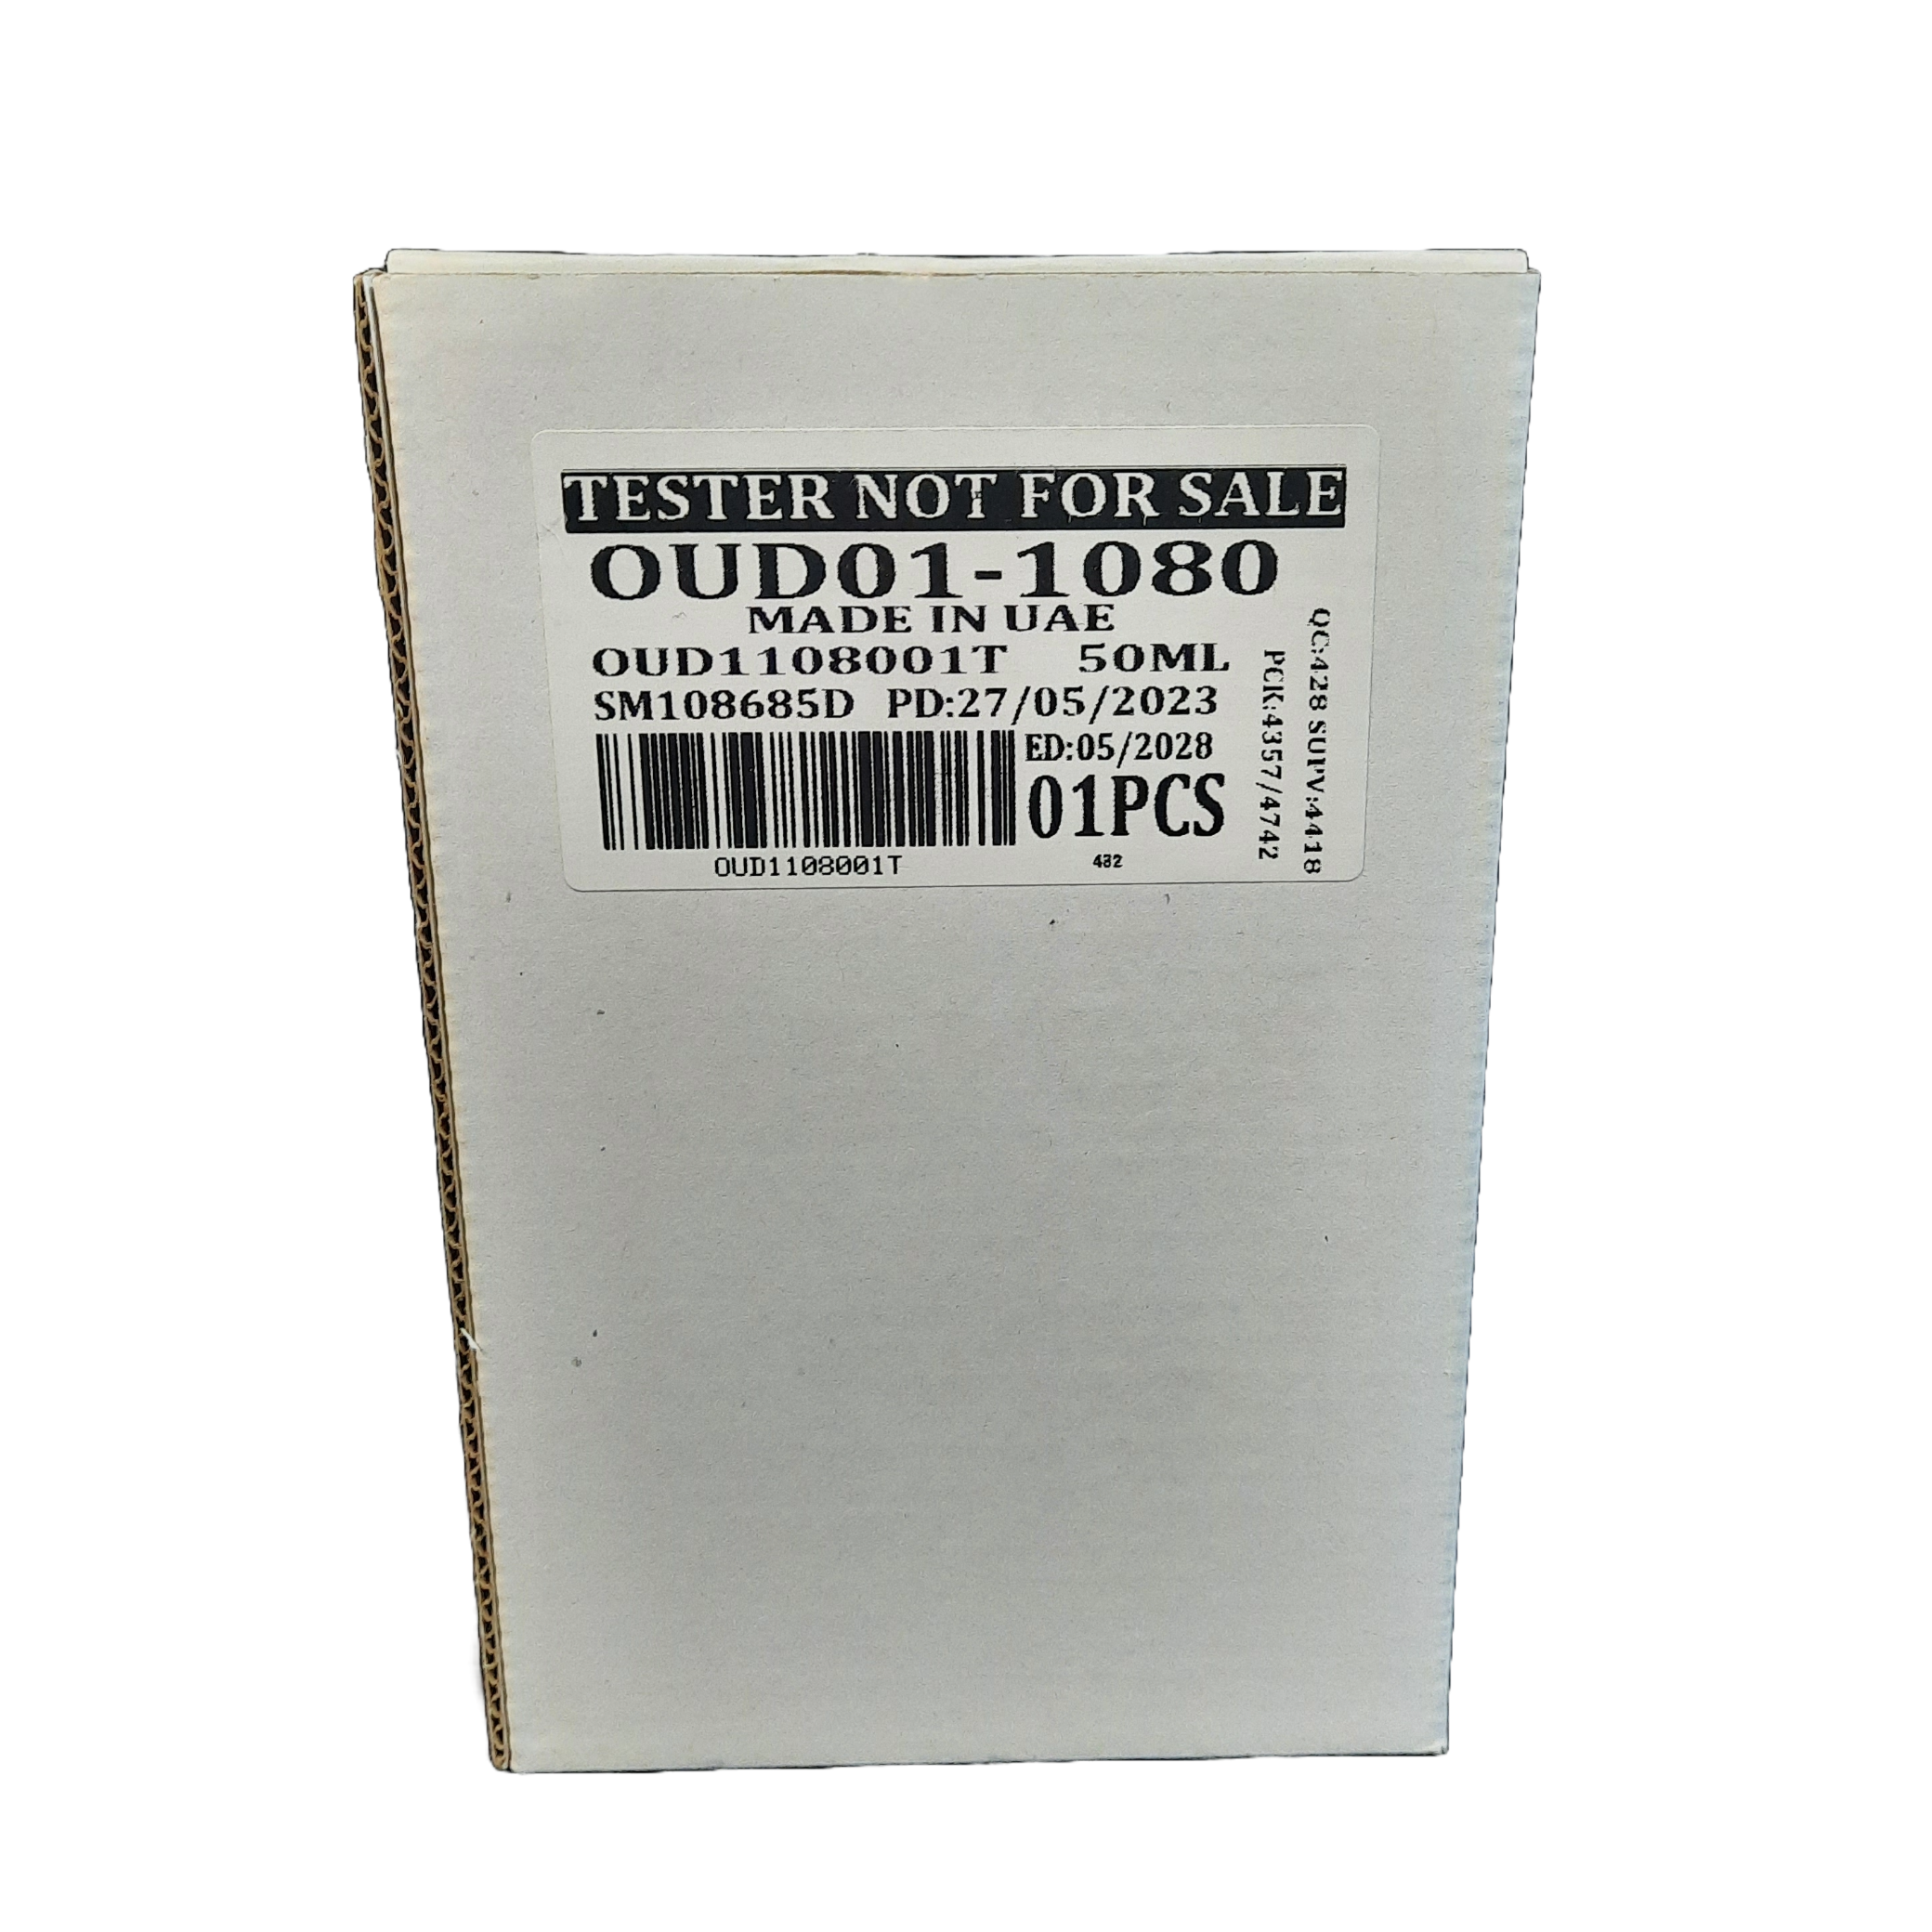 TESTER NOT FOR SALE
OUD01-1080
MADE IN UAE
OUD1108001T 50ML
SM108685D PD:27/05/2023
ED:05/2028
01PCS
OUD1108001T
432
PCK:4357/4742
QC:428 SUPV:4418